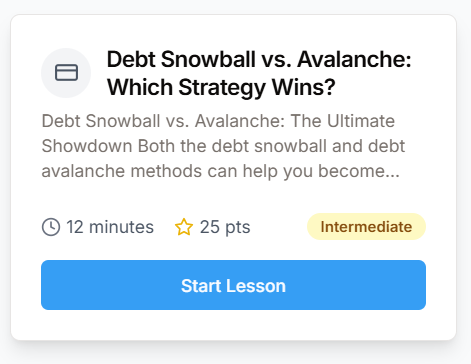 Debt Snowball vs. Avalanche:
Which Strategy Wins?
Debt Snowball vs. Avalanche: The Ultimate
Showdown Both the debt snowball and debt
avalanche methods can help you become...
12 minutes 25 pts Intermediate
Start Lesson